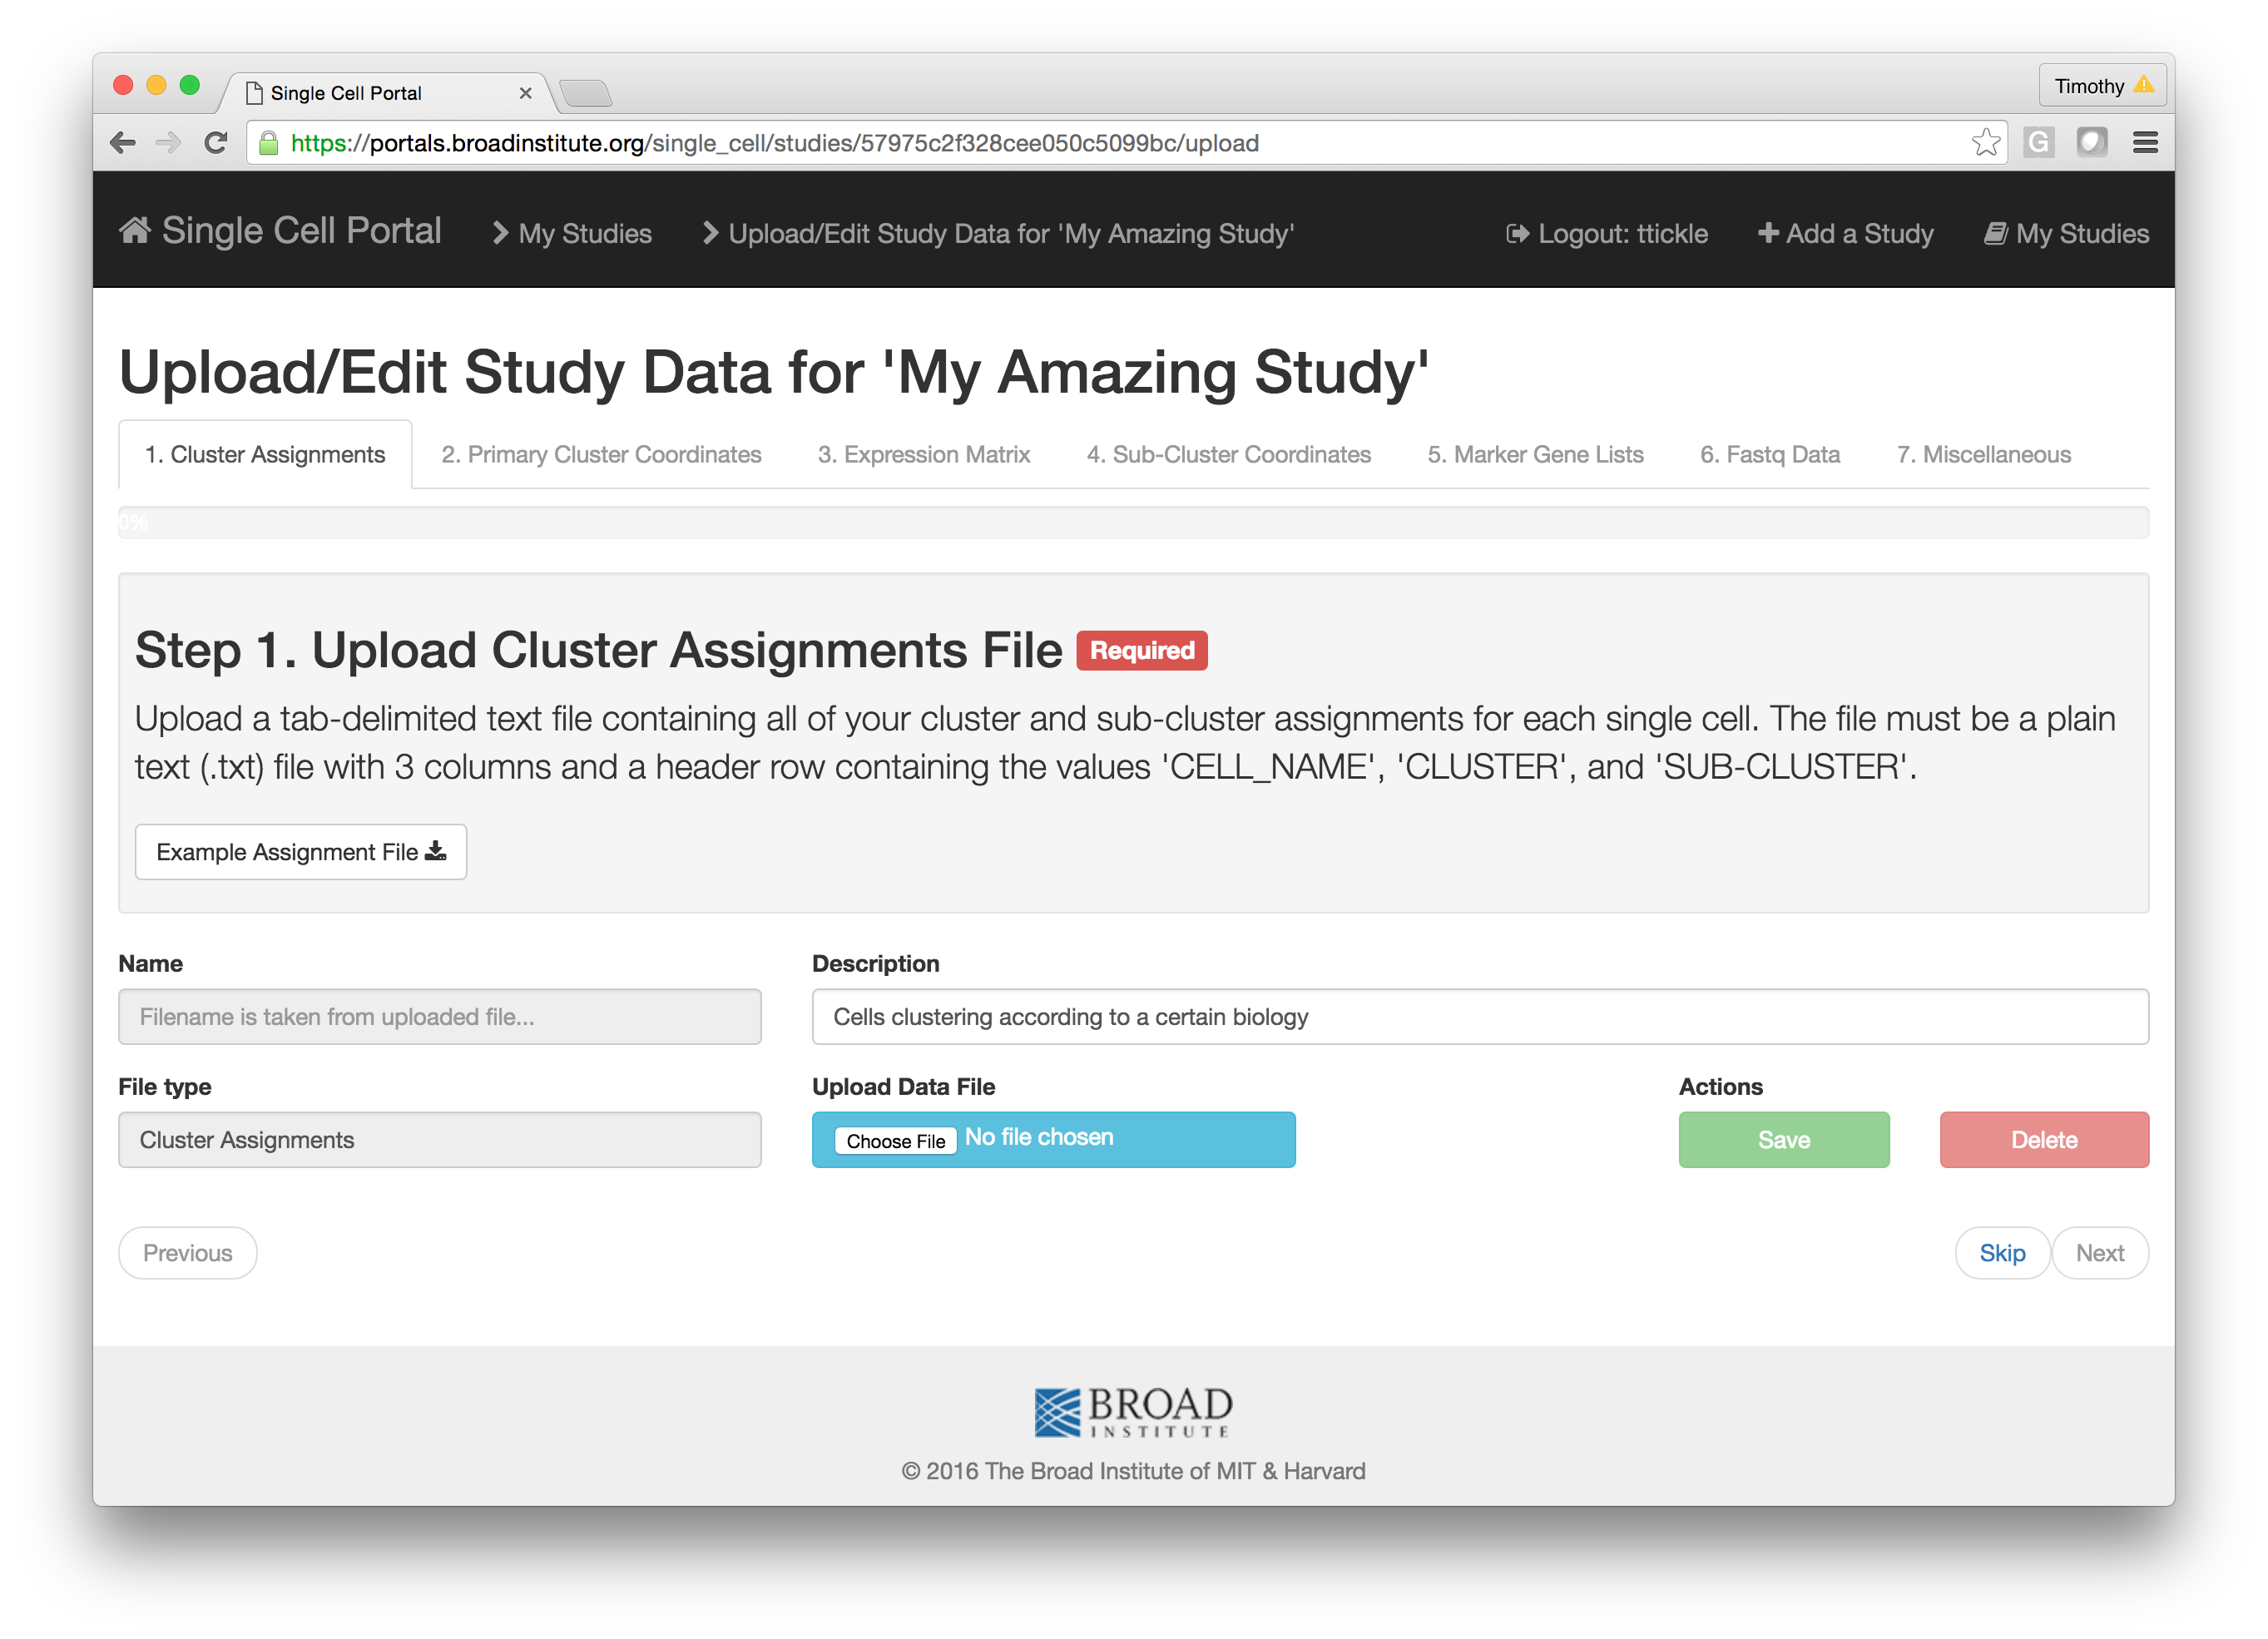 Single Cell Portal
Timothy
https://portals.broadinstitute.org/single_cell/studies/57975c2f328cee050c5099bc/upload
G
Single Cell Portal My Studies Upload/Edit Study Data for 'My Amazing Study' Logout: ttickle Add a Study My Studies
Upload/Edit Study Data for 'My Amazing Study'
1. Cluster Assignments 2. Primary Cluster Coordinates 3. Expression Matrix 4. Sub-Cluster Coordinates 5. Marker Gene Lists 6. Fastq Data 7. Miscellaneous
0%
Step 1. Upload Cluster Assignments File Required
Upload a tab-delimited text file containing all of your cluster and sub-cluster assignments for each single cell. The file must be a plain
text (.txt) file with 3 columns and a header row containing the values 'CELL_NAME', 'CLUSTER', and 'SUB-CLUSTER'.
Example Assignment File
Name Description
Filename is taken from uploaded file... Cells clustering according to a certain biology
File type Upload Data File Actions
Cluster Assignments Choose File No file chosen Save Delete
Previous Skip Next
BROAD
INSTITUTE
© 2016 The Broad Institute of MIT & Harvard